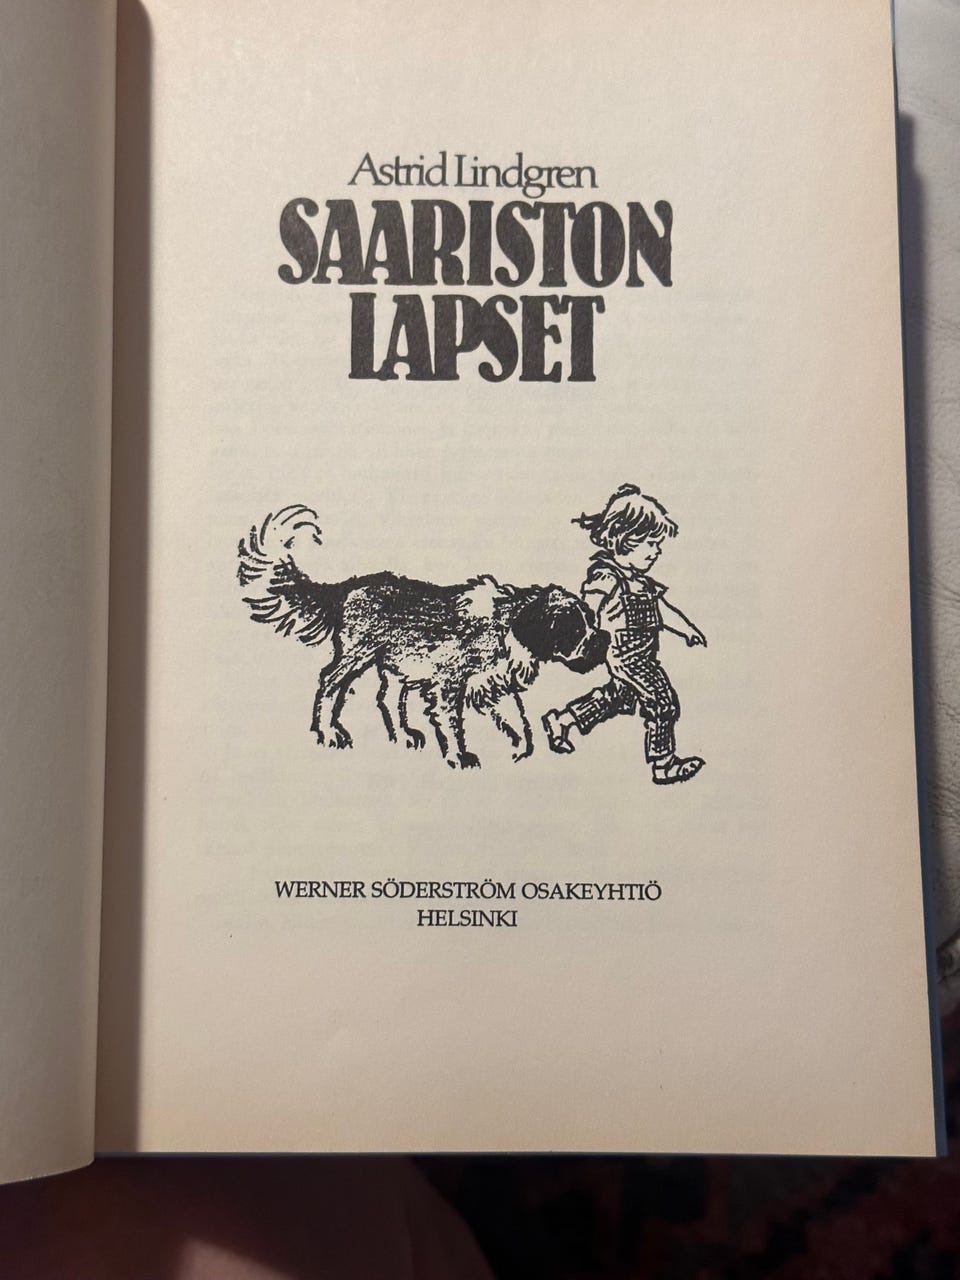 Astrid Lindgren
SAARISTON
LAPSET
WERNER SÖDERSTRÖM OSAKEYHTIÖ
HELSINKI